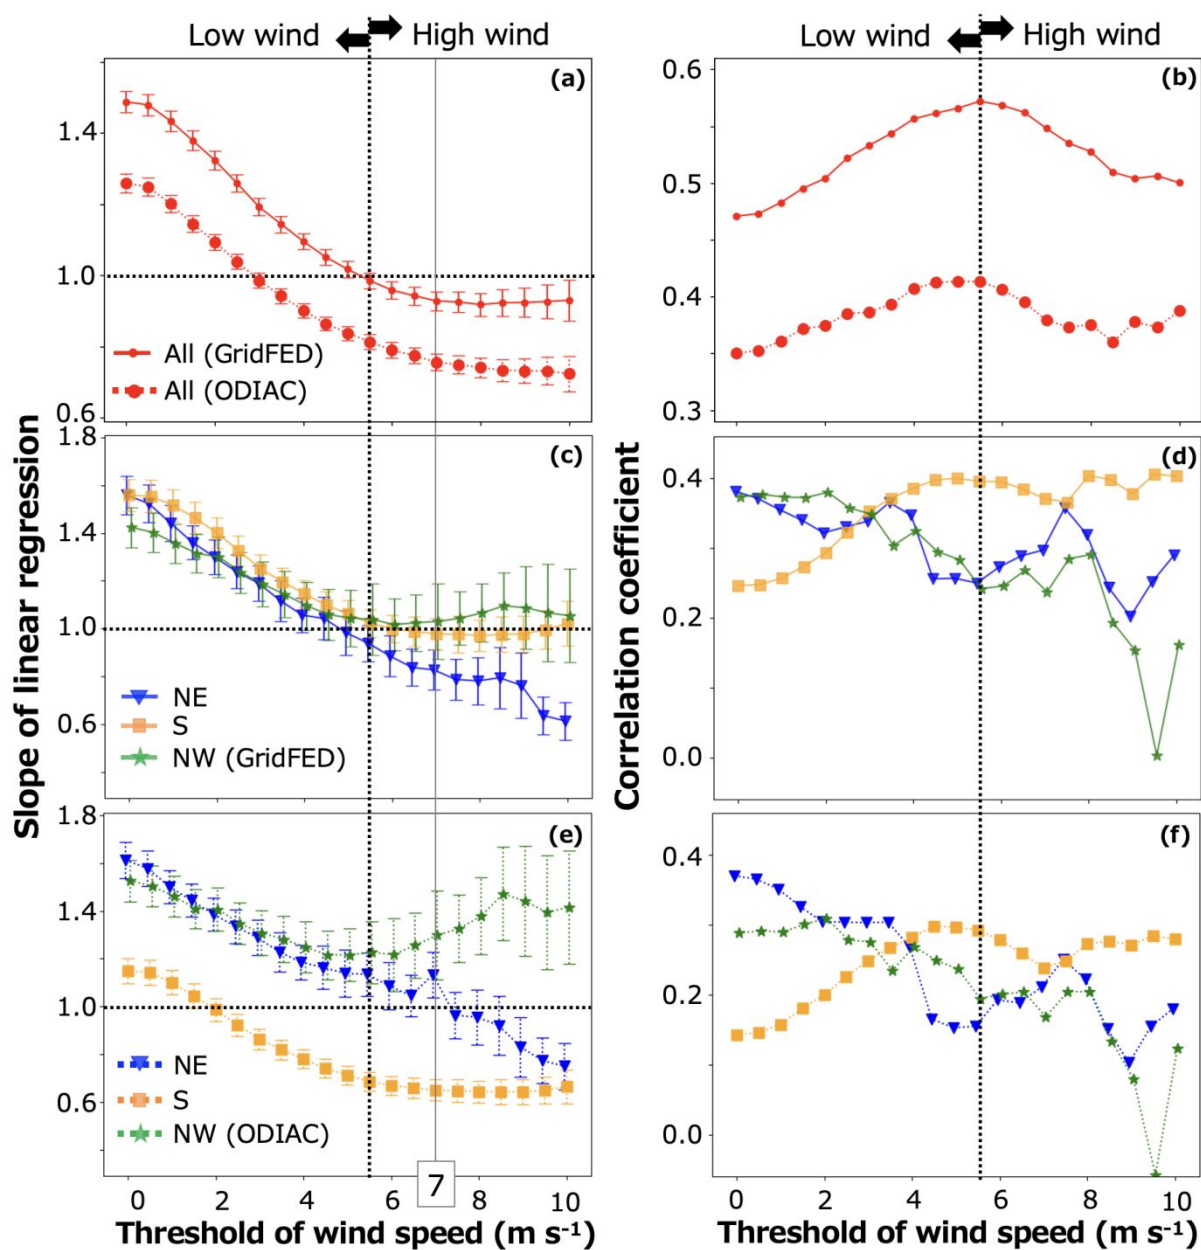 Low wind High wind
Low wind High wind
Slope of linear regression
(a)
1.4
1.0
0.6
All (GridFED)
All (ODIAC)
(c)
1.8
1.4
1.0
0.6
NE
S
NW (GridFED)
(e)
1.8
1.4
1.0
0.6
NE
S
NW (ODIAC)
7
0 2 4 6 8 10
Threshold of wind speed (m s-1)
Correlation coefficient
(b)
0.6
0.5
0.4
0.3
(d)
0.4
0.2
0.0
(f)
0.4
0.2
0.0
0 2 4 6 8 10
Threshold of wind speed (m s-1)